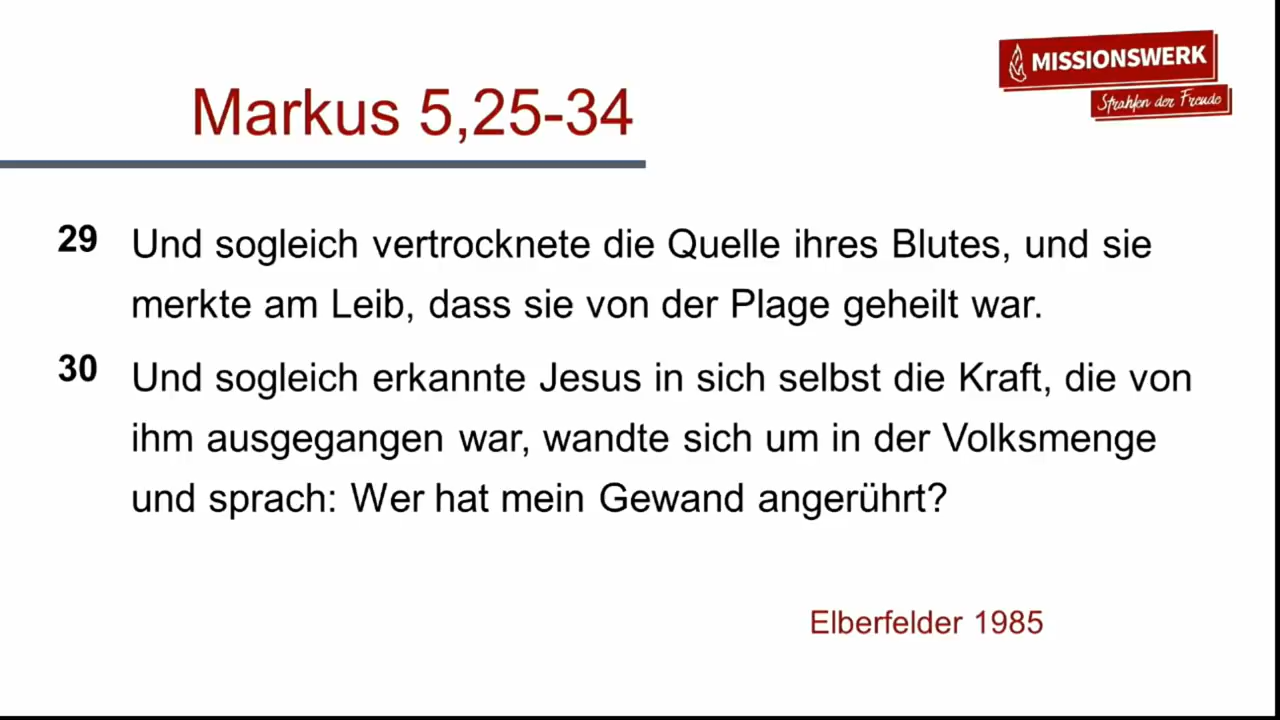 MISSIONSWERK
Strahlen der Freude
Markus 5,25-34
29 Und sogleich vertrocknete die Quelle ihres Blutes, und sie
merkte am Leib, dass sie von der Plage geheilt war.
30 Und sogleich erkannte Jesus in sich selbst die Kraft, die von
ihm ausgegangen war, wandte sich um in der Volksmenge
und sprach: Wer hat mein Gewand angerührt?
Elberfelder 1985